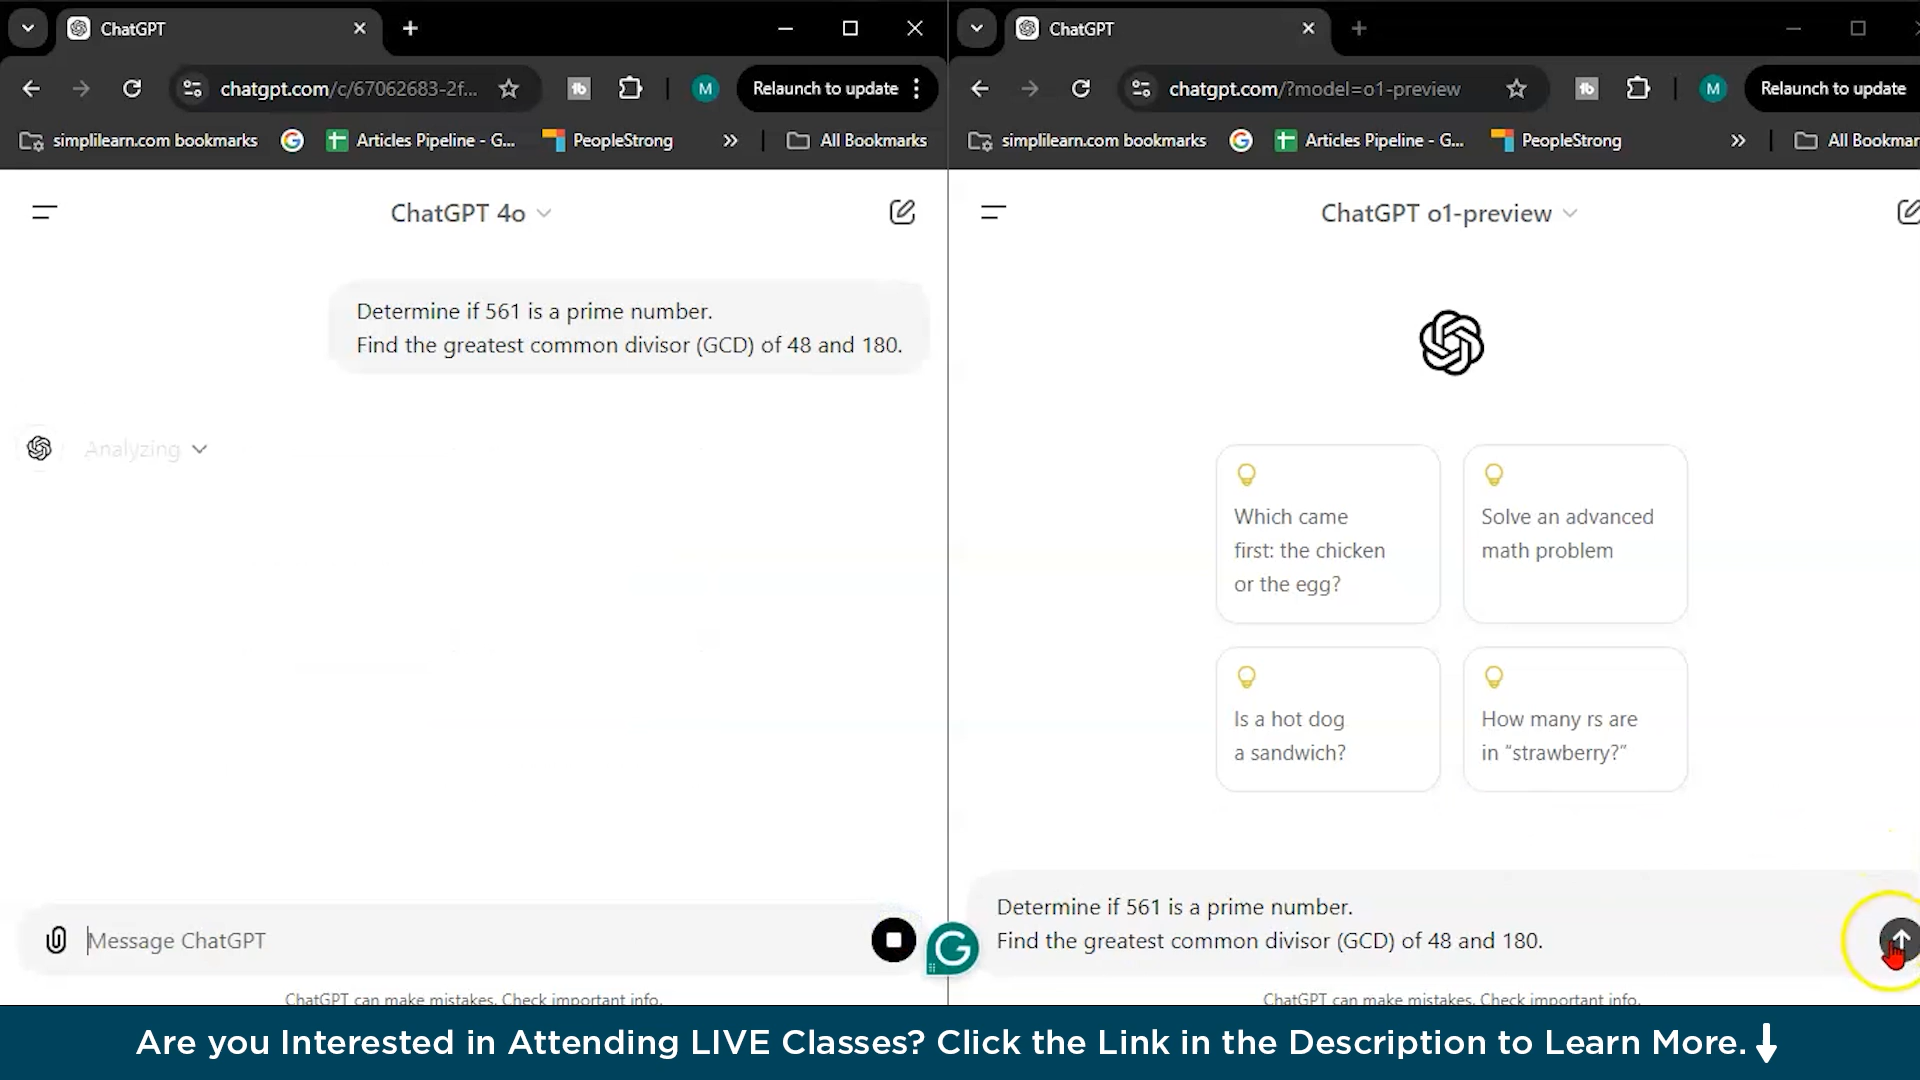 ChatGPT
chatgpt.com/c/67062683-2f...
Relaunch to update
simplilearn.com bookmarks
Articles Pipeline - G...
PeopleStrong
All Bookmarks
ChatGPT 4o
Determine if 561 is a prime number.
Find the greatest common divisor (GCD) of 48 and 180.
Analyzing
Message ChatGPT
ChatGPT can make mistakes. Check important info.
ChatGPT
chatgpt.com/?model=o1-preview
Relaunch to update
simplilearn.com bookmarks
Articles Pipeline - G...
PeopleStrong
All Bookmar
ChatGPT o1-preview
Which came
first: the chicken
or the egg?
Solve an advanced
math problem
Is a hot dog
a sandwich?
How many rs are
in “strawberry?”
Determine if 561 is a prime number.
Find the greatest common divisor (GCD) of 48 and 180.
ChatGPT can make mistakes. Check important info.
Are you Interested in Attending LIVE Classes? Click the Link in the Description to Learn More.